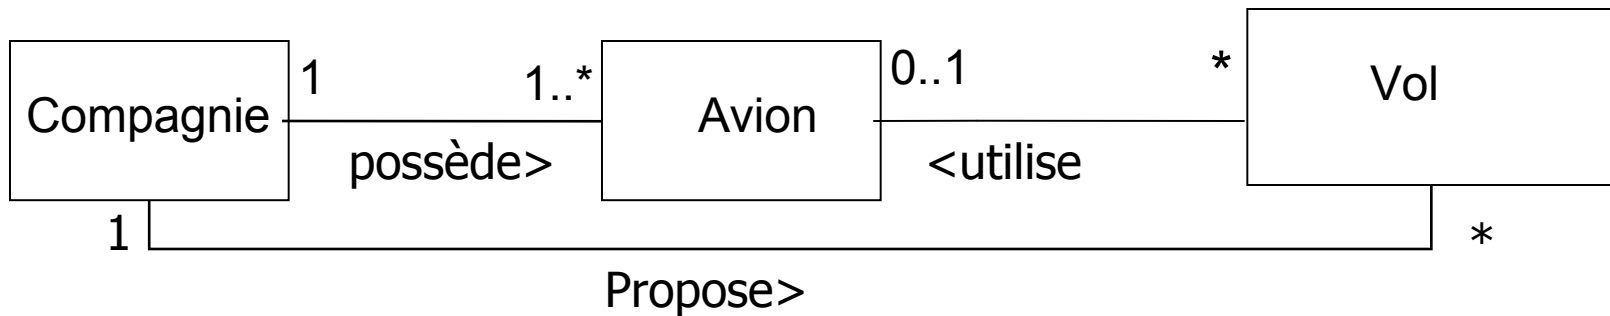 Compagnie
1
1..*
possède>
Avion
0..1
*
<utilise
Vol
1
*
Propose>